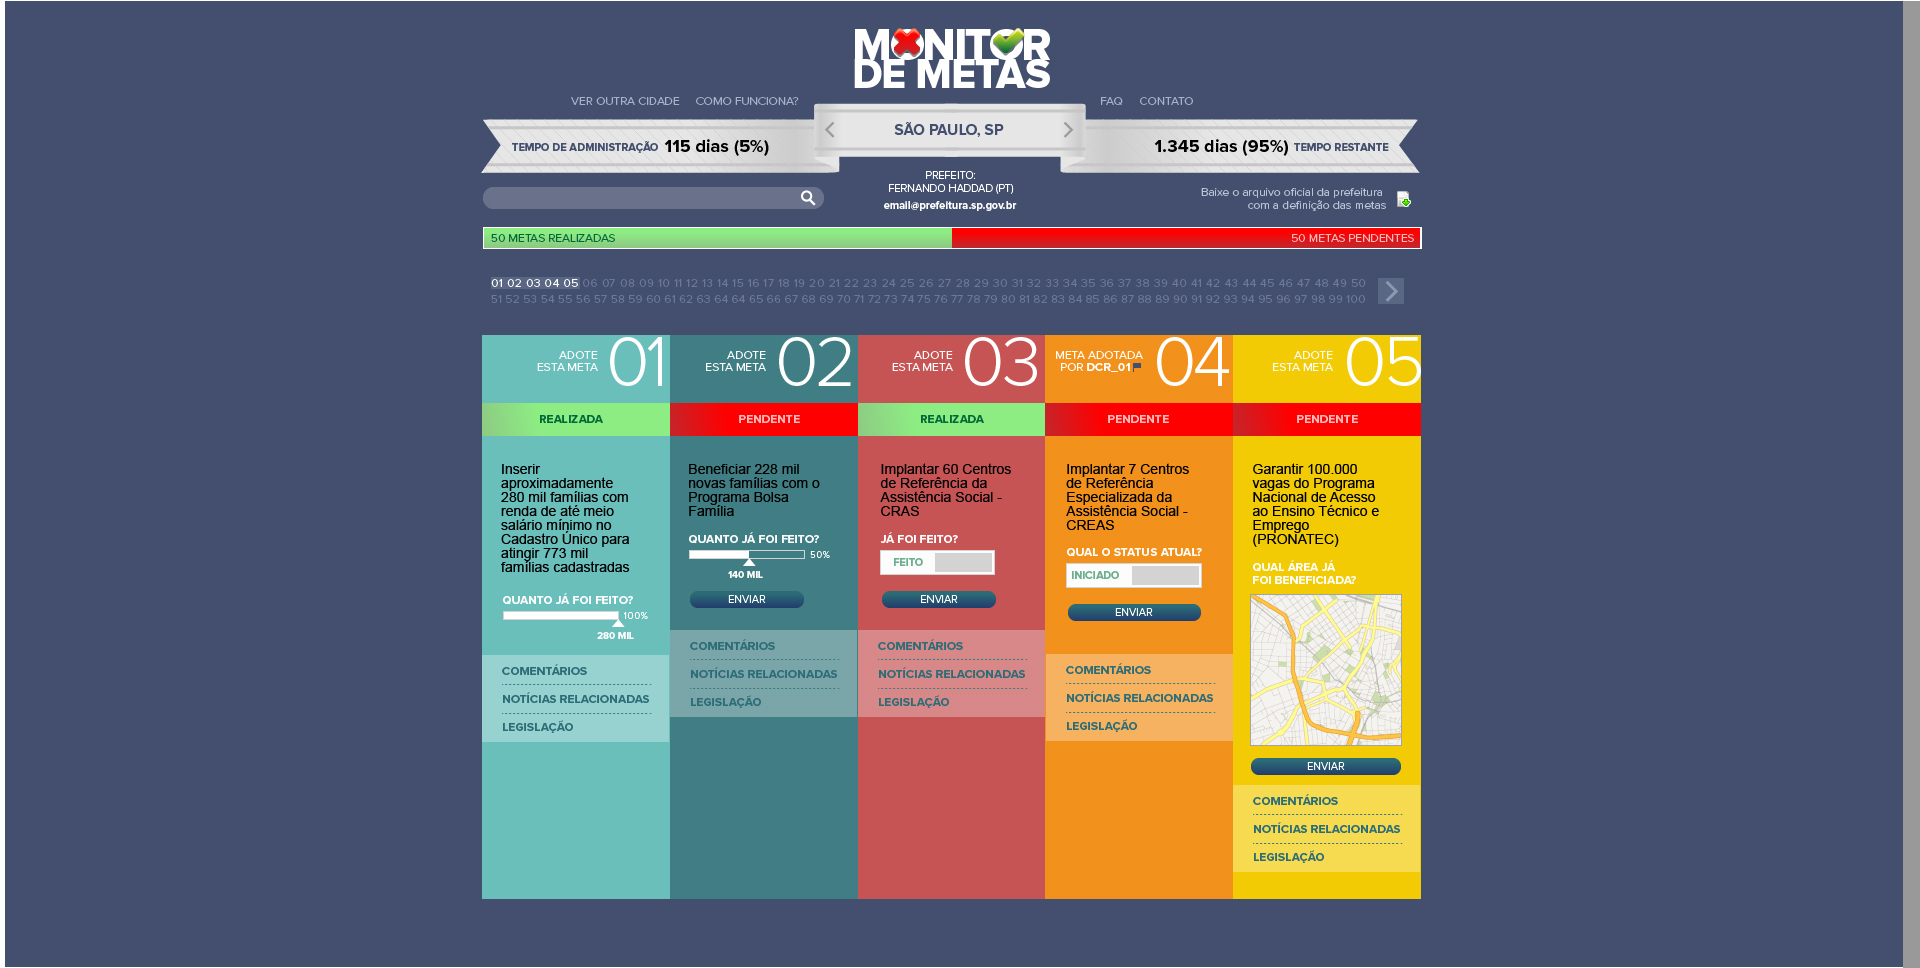 MONITOR
DE METAS
VER OUTRA CIDADE COMO FUNCIONA? FAQ CONTATO
SÃO PAULO, SP
TEMPO DE ADMINISTRAÇÃO 115 dias (5%)
1.345 dias (95%) TEMPO RESTANTE
PREFEITO:
FERNANDO HADDAD (PT)
email@prefeitura.sp.gov.br
Baixe o arquivo oficial da prefeitura
com a definição das metas
50 METAS REALIZADAS 50 METAS PENDENTES
01 02 03 04 05 06 07 08 09 10 11 12 13 14 15 16 17 18 19 20 21 22 23 24 25 26 27 28 29 30 31 32 33 34 35 36 37 38 39 40 41 42 43 44 45 46 47 48 49 50
51 52 53 54 55 56 57 58 59 60 61 62 63 64 64 65 66 67 68 69 70 71 72 73 74 75 76 77 78 79 80 81 82 83 84 85 86 87 88 89 90 91 92 93 94 95 96 97 98 99 100
ADOTE
ESTA META
01
REALIZADA
Inserir
aproximadamente
280 mil famílias com
renda de até meio
salário mínimo no
Cadastro Único para
atingir 773 mil
famílias cadastradas
QUANTO JÁ FOI FEITO?
100%
280 MIL
COMENTÁRIOS
NOTÍCIAS RELACIONADAS
LEGISLAÇÃO
ADOTE
ESTA META
02
PENDENTE
Beneficiar 228 mil
novas famílias com o
Programa Bolsa
Família
QUANTO JÁ FOI FEITO?
50%
140 MIL
ENVIAR
COMENTÁRIOS
NOTÍCIAS RELACIONADAS
LEGISLAÇÃO
ADOTE
ESTA META
03
REALIZADA
Implantar 60 Centros
de Referência da
Assistência Social -
CRAS
JÁ FOI FEITO?
FEITO
ENVIAR
COMENTÁRIOS
NOTÍCIAS RELACIONADAS
LEGISLAÇÃO
META ADOTADA
POR DCR_01
04
PENDENTE
Implantar 7 Centros
de Referência
Especializada da
Assistência Social -
CREAS
QUAL O STATUS ATUAL?
INICIADO
ENVIAR
COMENTÁRIOS
NOTÍCIAS RELACIONADAS
LEGISLAÇÃO
ADOTE
ESTA META
05
PENDENTE
Garantir 100.000
vagas do Programa
Nacional de Acesso
ao Ensino Técnico e
Emprego
(PRONATEC)
QUAL ÁREA JÁ
FOI BENEFICIADA?
ENVIAR
COMENTÁRIOS
NOTÍCIAS RELACIONADAS
LEGISLAÇÃO